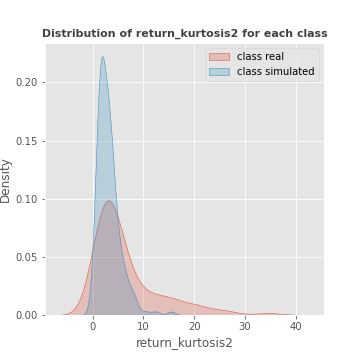 Distribution of return_kurtosis2 for each class
class real
class simulated
Density
0.20
0.15
0.10
0.05
0.00
0 10 20 30 40
return_kurtosis2